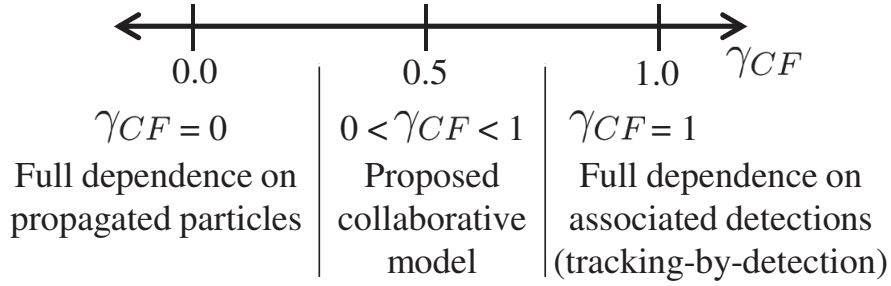 0.0 0.5 1.0 γCF
γCF = 0 0 < γCF < 1 γCF = 1
Full dependence on Proposed Full dependence on
propagated particles collaborative associated detections
model (tracking-by-detection)